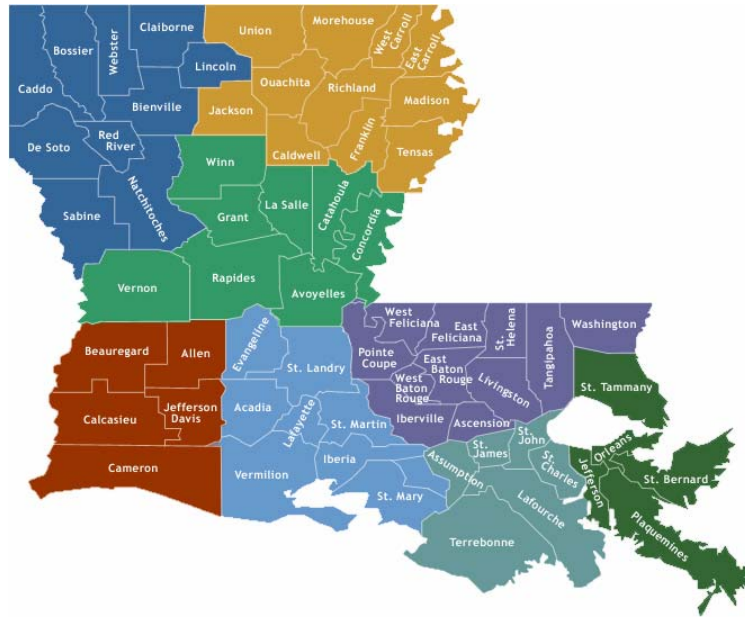 Claiborne
Union
Morehouse
West
Carroll
East
Carroll
Bossier
Webster
Lincoln
Caddo
Ouachita
Richland
Madison
Bienville
Jackson
Franklin
De Soto
Red
River
Caldwell
Tensas
Winn
Natchitoches
Sabine
Grant
La Salle
Catahoula
Concordia
Vernon
Rapides
Avoyelles
Beauregard
Allen
Evangeline
St. Landry
West
Feliciana
East
Feliciana
St.
Helena
Tangipahoa
Washington
Pointe
Coupe
East
Baton
Rouge
West
Baton
Rouge
Livingston
St. Tammany
Calcasieu
Jefferson
Davis
Acadia
Lafayette
St. Martin
Iberville
Ascension
St.
John
Cameron
Vermilion
Iberia
St. Mary
Assumption
St.
James
St.
Charles
Lafourche
Terrebonne
Jefferson
Orleans
St. Bernard
Plaquemines